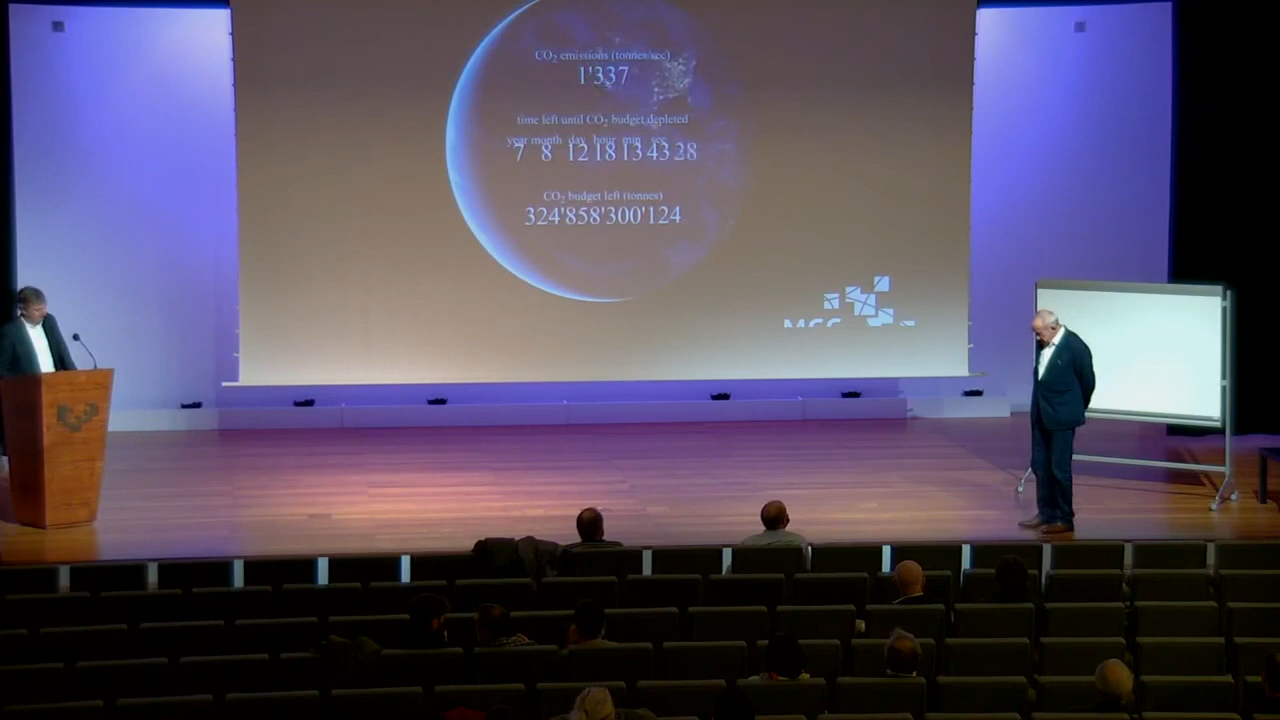 CO₂ emissions (tonnes/sec)
1'337
time left until CO₂ budget depleted
year month day hour min sec
7 8 12 18 13 43 28
CO₂ budget left (tonnes)
324'858'300'124
MCC